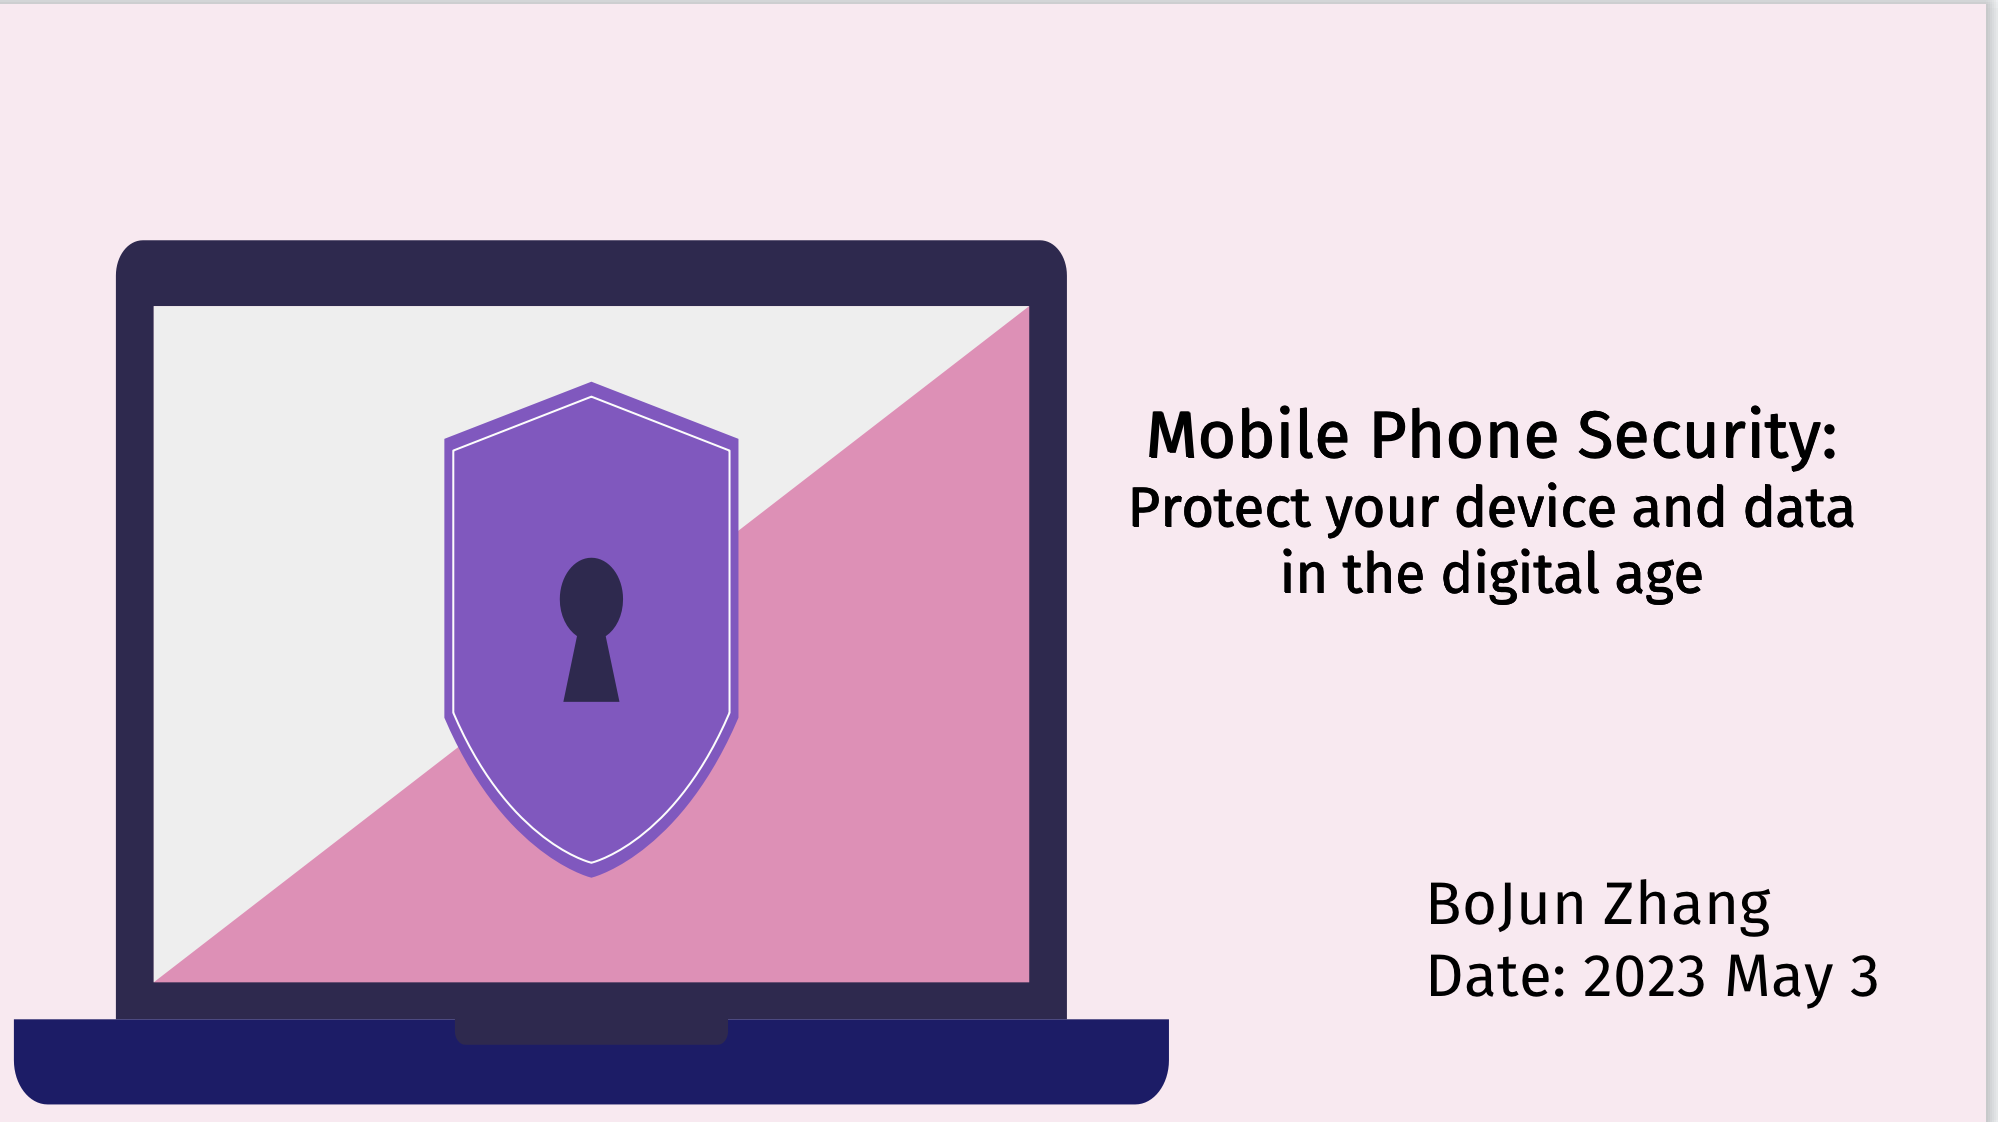 Mobile Phone Security:
Protect your device and data
in the digital age
BoJun Zhang
Date: 2023 May 3